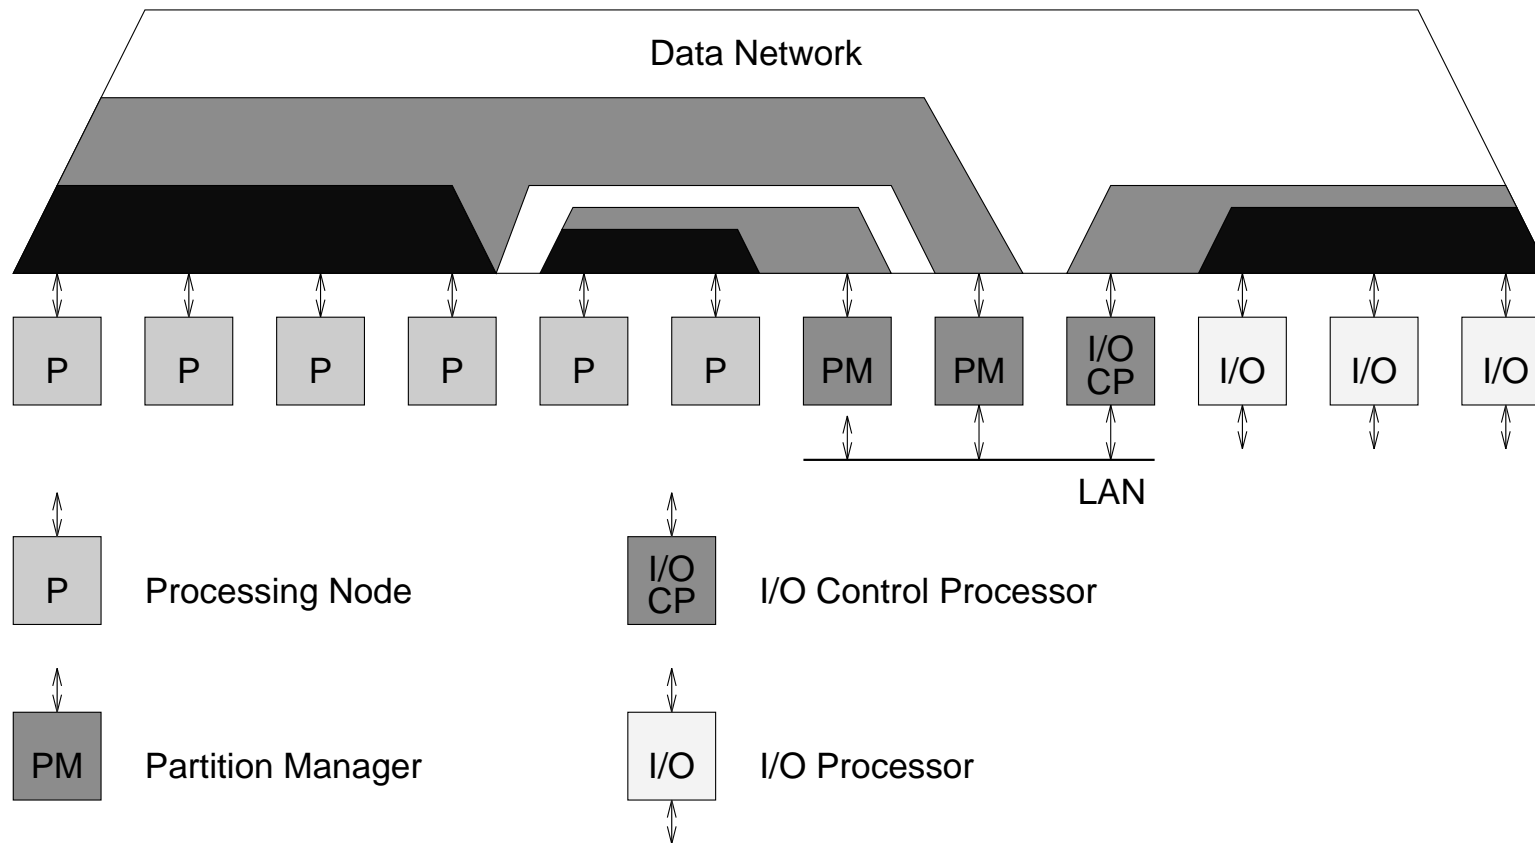 Data Network
P P P P P P PM PM I/O CP I/O I/O I/O
LAN
P Processing Node
I/O CP I/O Control Processor
PM Partition Manager
I/O I/O Processor